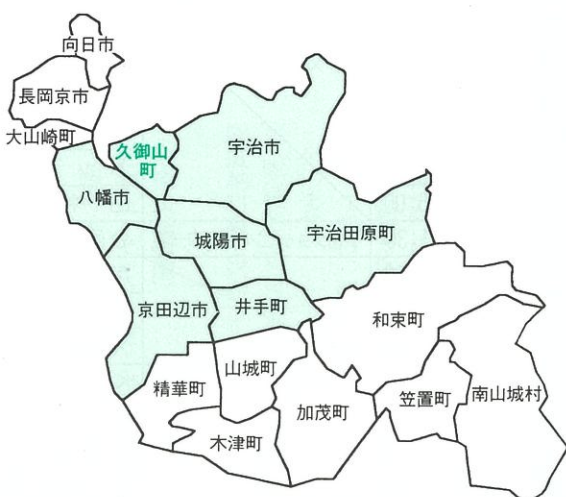 向日市
長岡京市
大山崎町
久御山
町
宇治市
八幡市
城陽市
宇治田原町
京田辺市
井手町
和束町
山城町
精華町
加茂町
笠置町
南山城村
木津町